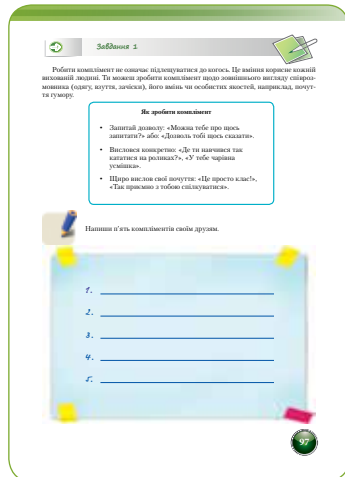 Завдання 1
Робити комплімент не означає підлещуватися до когось. Це вміння корисне кожній
вихованій людині. Ти можеш зробити комплімент щодо зовнішнього вигляду співроз-
мовника (одягу, взуття, зачіски), його вмінь чи особистих якостей, наприклад, почут-
тя гумору.
Як зробити комплімент
• Запитай дозволу: «Можна тебе про щось
запитати?» або: «Дозволь тобі щось сказати».
• Висловся конкретно: «Де ти навчився так
кататися на роликах?», «У тебе чарівна
усмішка».
• Щиро вислов свої почуття: «Це просто клас!»,
«Так приємно з тобою спілкуватися».
Напиши п'ять компліментів своїм друзям.
1.
2.
3.
4.
5.
97